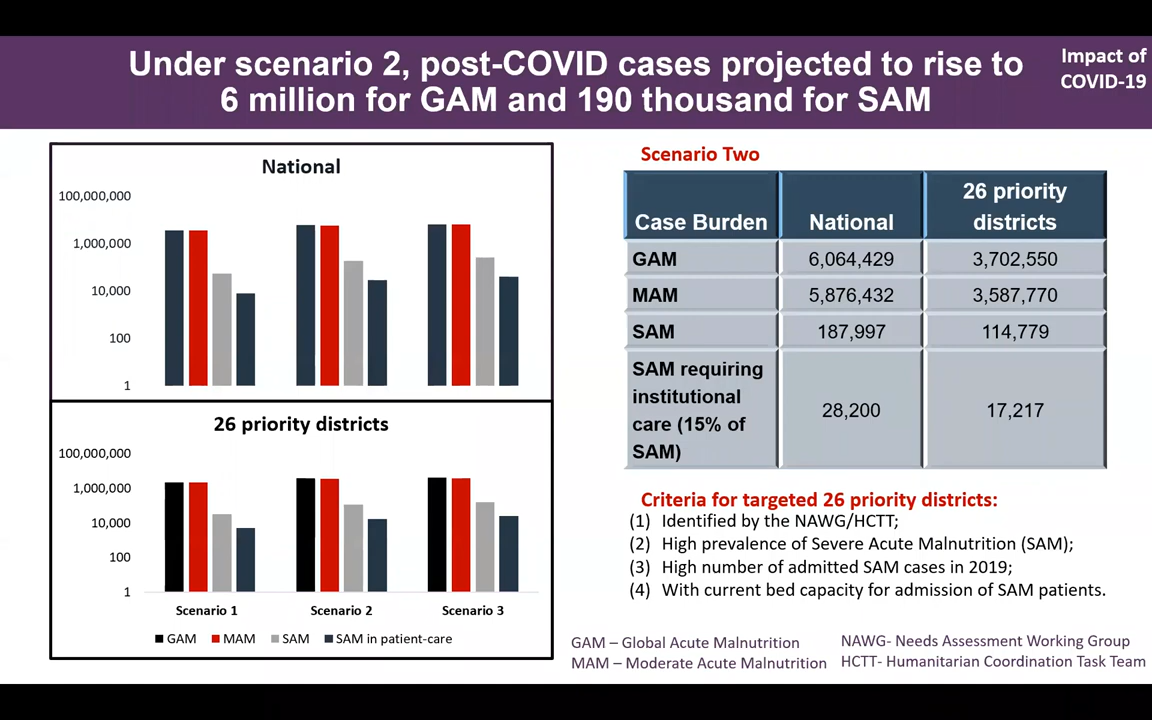 Under scenario 2, post-COVID cases projected to rise to
6 million for GAM and 190 thousand for SAM
Impact of
COVID-19
National
100,000,000
1,000,000
10,000
100
1
26 priority districts
100,000,000
1,000,000
10,000
100
1
Scenario 1
Scenario 2
Scenario 3
GAM
MAM
SAM
SAM in patient-care
Scenario Two
Case Burden
National
26 priority
districts
GAM
6,064,429
3,702,550
MAM
5,876,432
3,587,770
SAM
187,997
114,779
SAM requiring
institutional
care (15% of
SAM)
28,200
17,217
Criteria for targeted 26 priority districts:
(1) Identified by the NAWG/HCTT;
(2) High prevalence of Severe Acute Malnutrition (SAM);
(3) High number of admitted SAM cases in 2019;
(4) With current bed capacity for admission of SAM patients.
GAM – Global Acute Malnutrition
MAM – Moderate Acute Malnutrition
NAWG- Needs Assessment Working Group
HCTT- Humanitarian Coordination Task Team